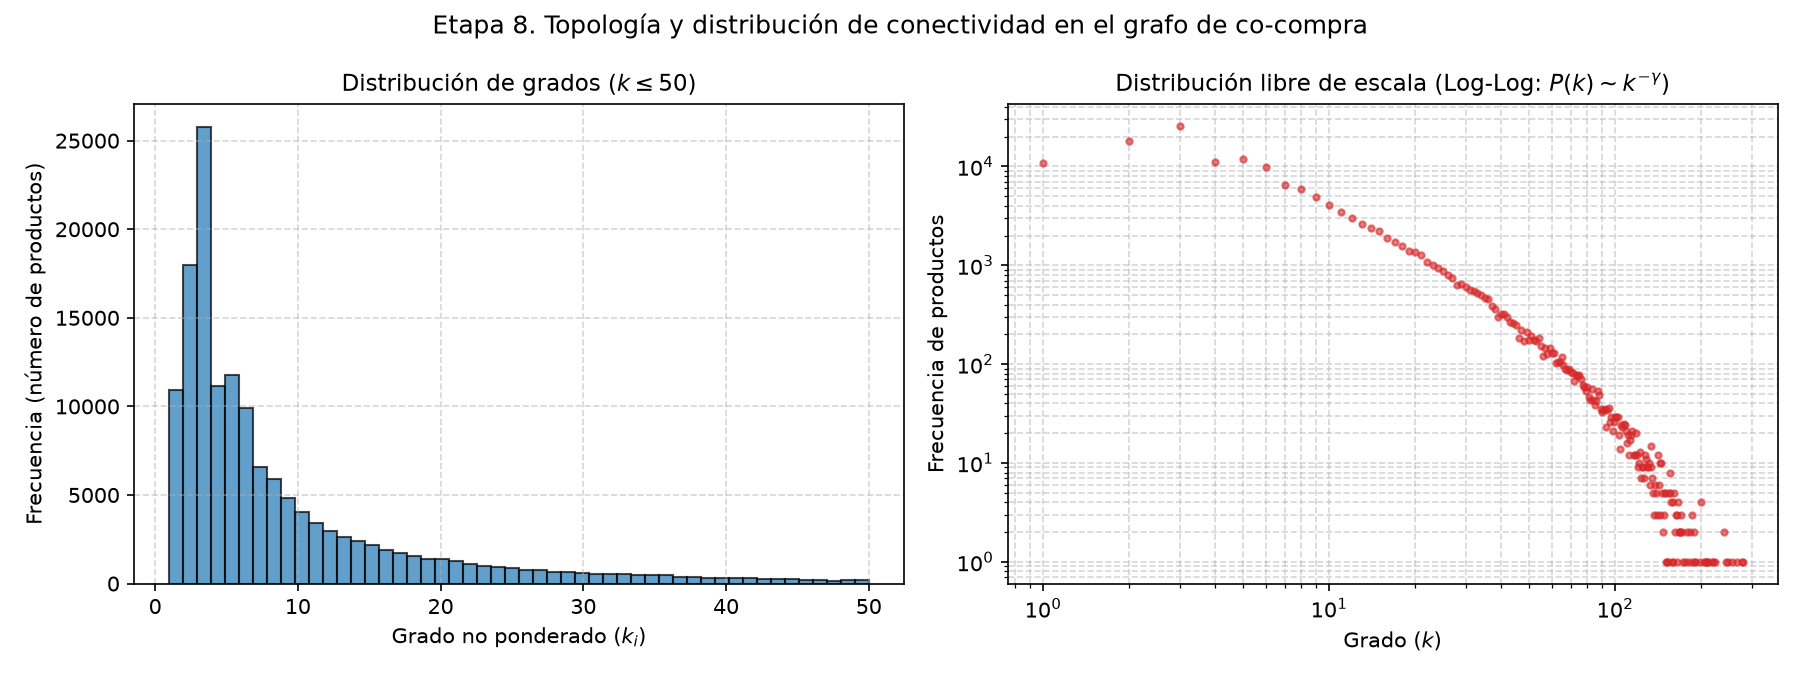 Etapa 8. Topología y distribución de conectividad en el grafo de co-compra
Distribución de grados (k ≤ 50)
Frecuencia (número de productos)
25000
20000
15000
10000
5000
0
0 10 20 30 40 50
Grado no ponderado (kᵢ)
Distribución libre de escala (Log-Log: P(k) ~ k⁻ᵞ)
Frecuencia de productos
10⁴
10³
10²
10¹
10⁰
10⁰ 10¹ 10²
Grado (k)